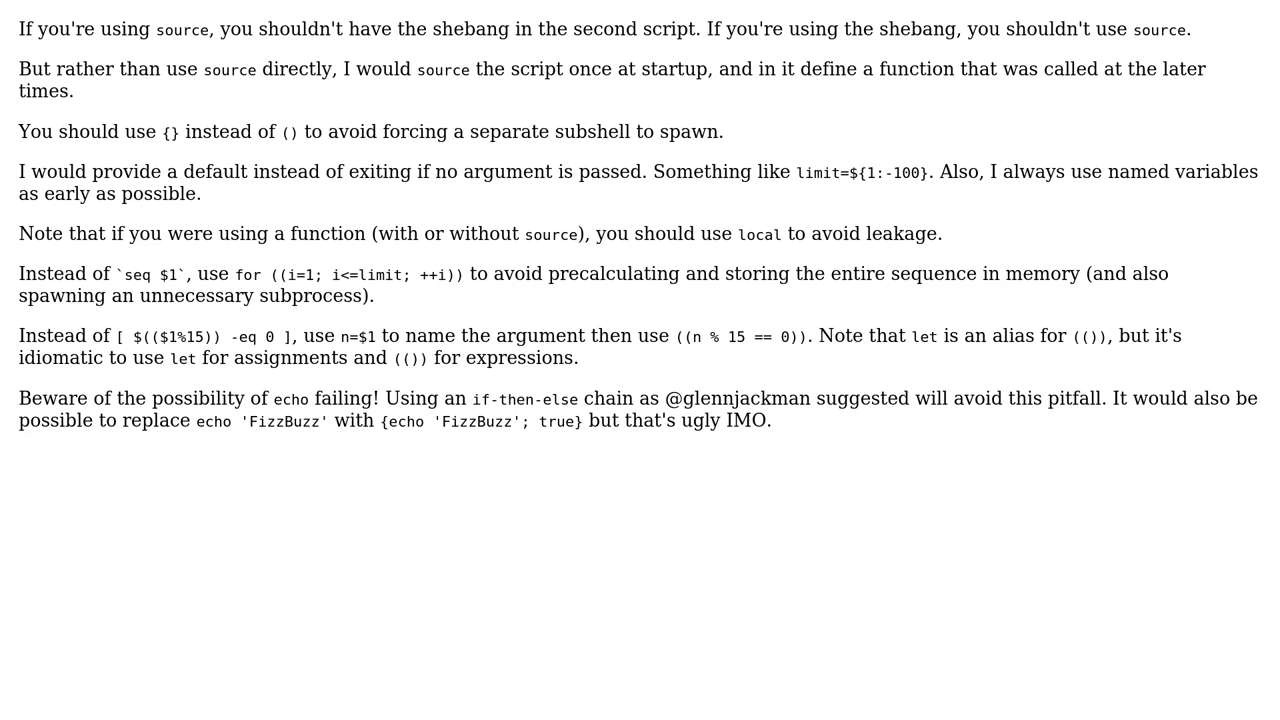 If you're using source, you shouldn't have the shebang in the second script. If you're using the shebang, you shouldn't use source.
But rather than use source directly, I would source the script once at startup, and in it define a function that was called at the later
times.
You should use {} instead of () to avoid forcing a separate subshell to spawn.
I would provide a default instead of exiting if no argument is passed. Something like limit=${1:-100}. Also, I always use named variables
as early as possible.
Note that if you were using a function (with or without source), you should use local to avoid leakage.
Instead of `seq $1`, use for ((i=1; i<=limit; ++i)) to avoid precalculating and storing the entire sequence in memory (and also
spawning an unnecessary subprocess).
Instead of [ $(($1%15)) -eq 0 ], use n=$1 to name the argument then use ((n % 15 == 0)). Note that let is an alias for (()), but it's
idiomatic to use let for assignments and (()) for expressions.
Beware of the possibility of echo failing! Using an if-then-else chain as @glennjackman suggested will avoid this pitfall. It would also be
possible to replace echo 'FizzBuzz' with {echo 'FizzBuzz'; true} but that's ugly IMO.